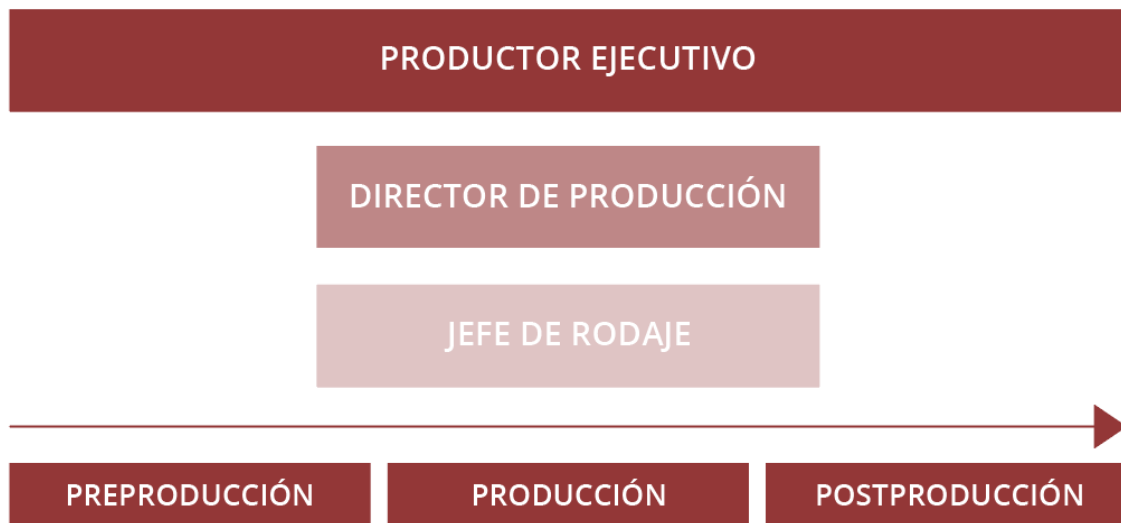 PRODUCTOR EJECUTIVO
DIRECTOR DE PRODUCCIÓN
JEFE DE RODAJE
PREPRODUCCIÓN
PRODUCCIÓN
POSTPRODUCCIÓN